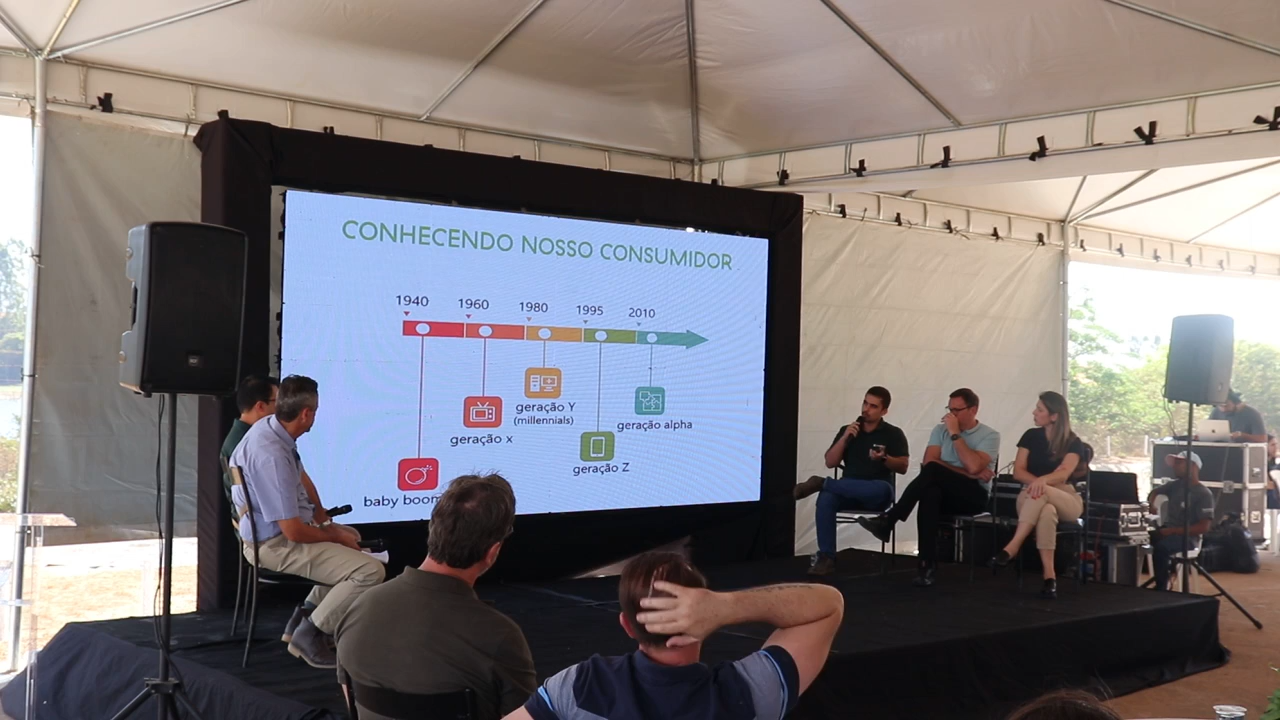 CONHECENDO NOSSO CONSUMIDOR
1940 1960 1980 1995 2010
geração Y
(millennials)
geração alpha
geração x
geração Z
baby boom